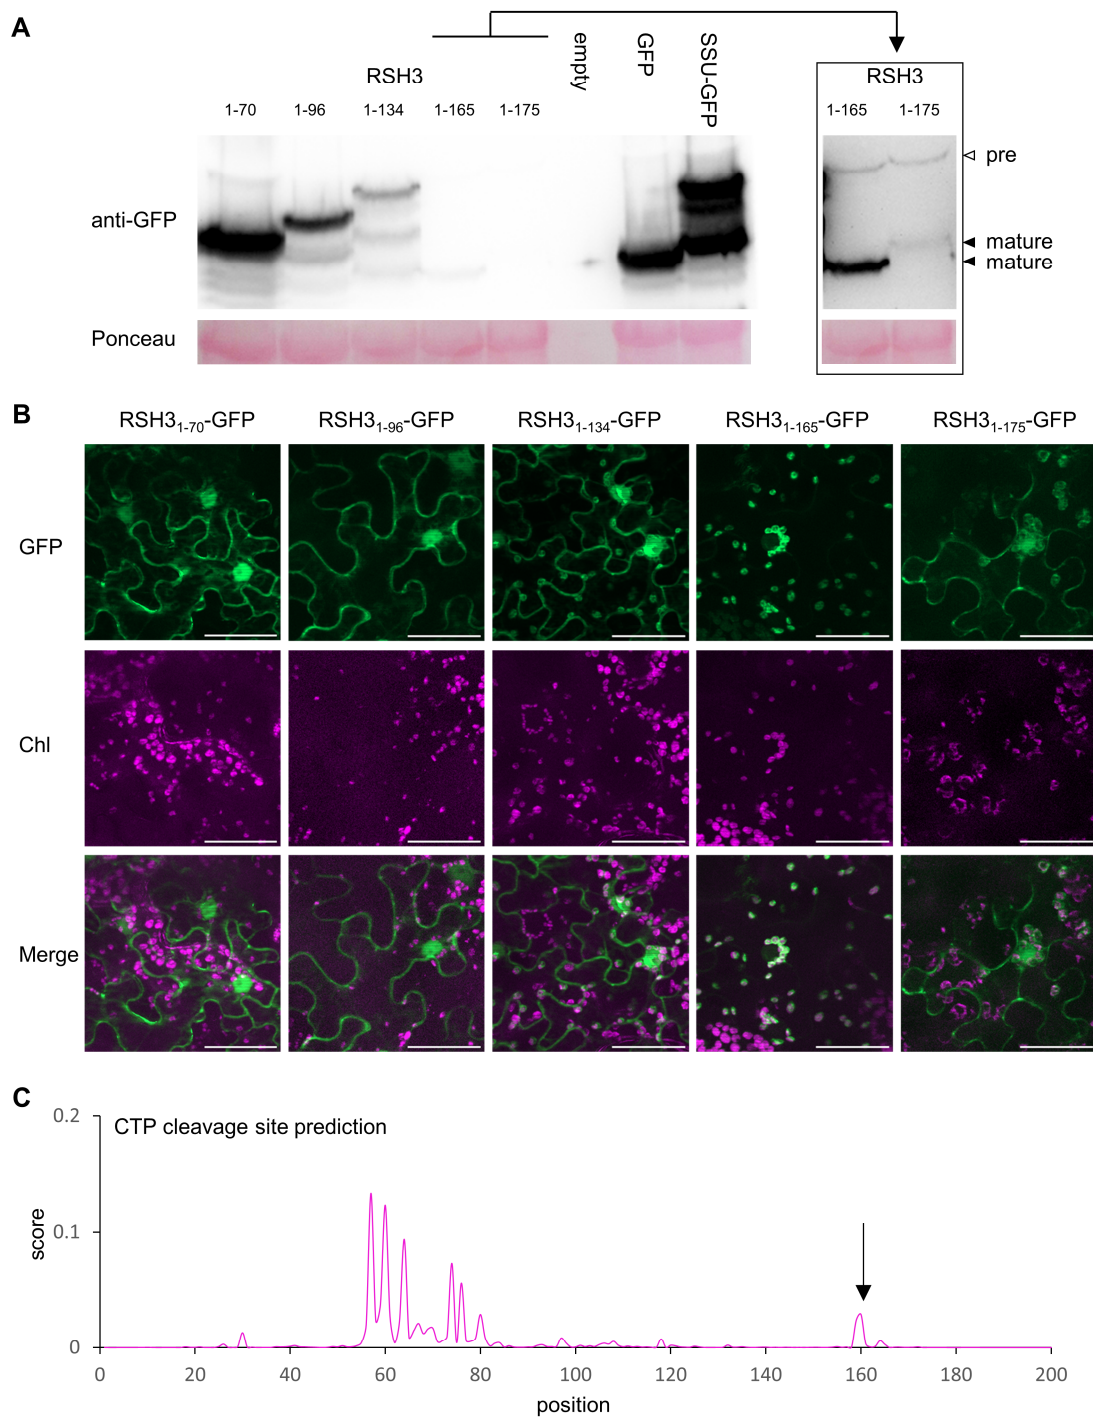 A
RSH3
empty
GFP
SSU-GFP
RSH3
1-70 1-96 1-134 1-165 1-175
1-165 1-175
pre
anti-GFP
mature
mature
Ponceau
B
RSH31-70-GFP RSH31-96-GFP RSH31-134-GFP RSH31-165-GFP RSH31-175-GFP
GFP
Chl
Merge
C
CTP cleavage site prediction
0.2
0.1
0
score
0 20 40 60 80 100 120 140 160 180 200
position